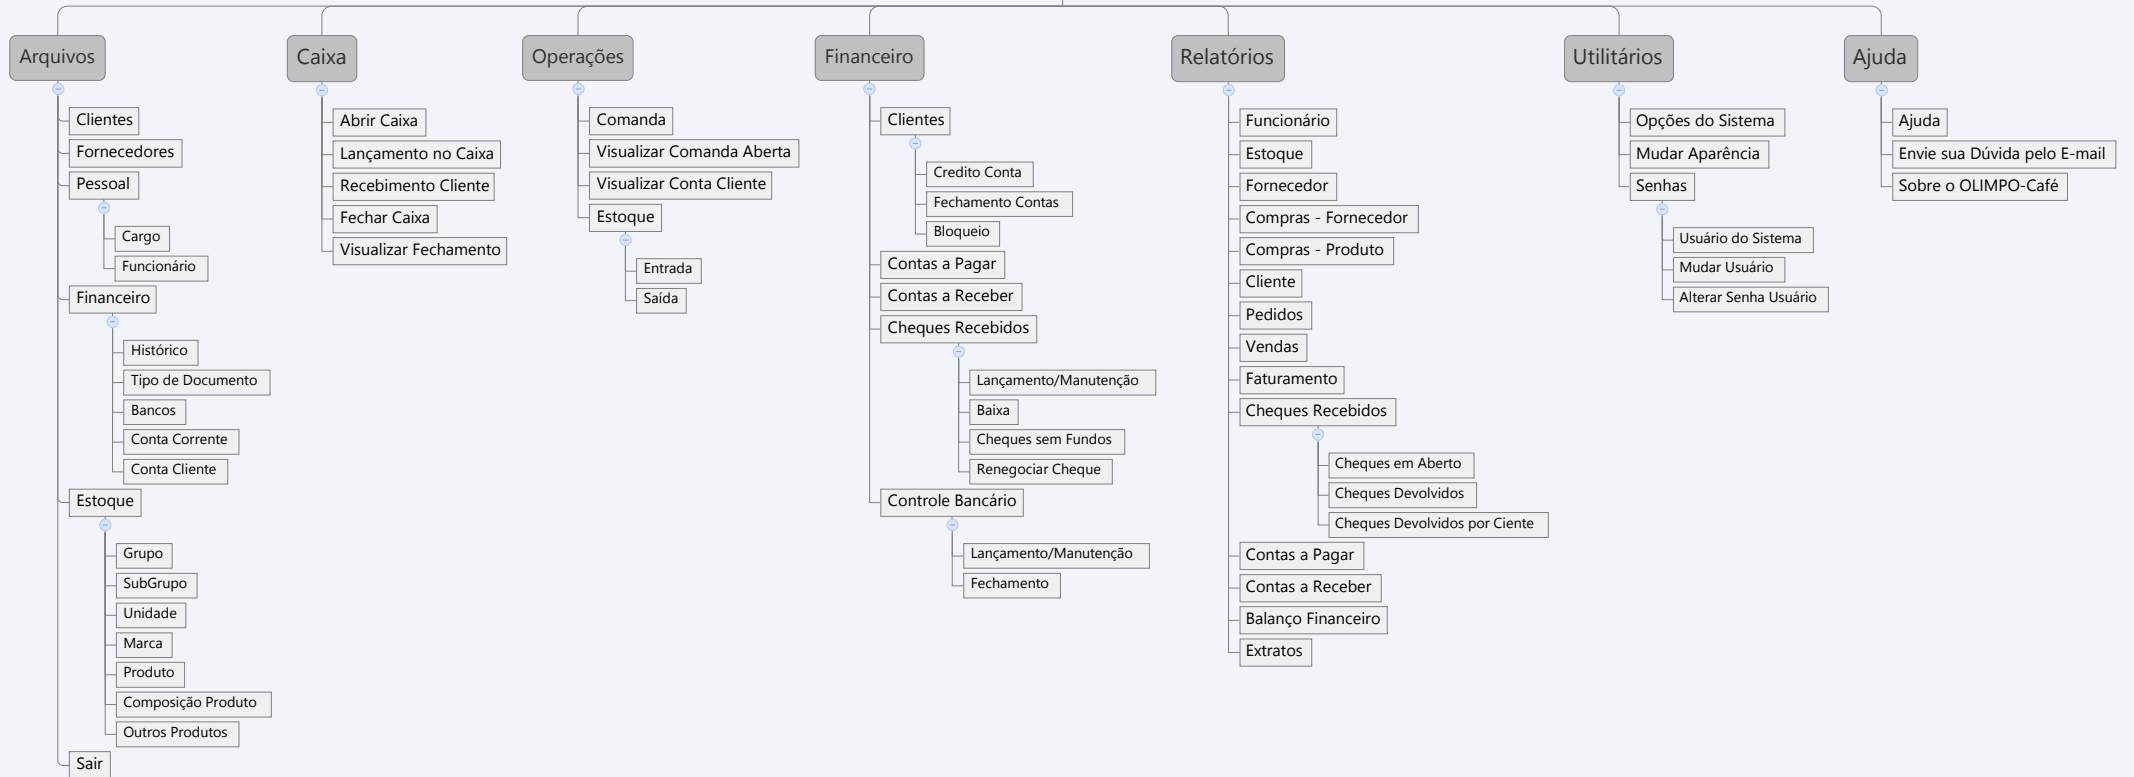 Arquivos
Clientes
Fornecedores
Pessoal
Cargo
Funcionário
Financeiro
Histórico
Tipo de Documento
Bancos
Conta Corrente
Conta Cliente
Estoque
Grupo
SubGrupo
Unidade
Marca
Produto
Composição Produto
Outros Produtos
Sair
Caixa
Abrir Caixa
Lançamento no Caixa
Recebimento Cliente
Fechar Caixa
Visualizar Fechamento
Operações
Comanda
Visualizar Comanda Aberta
Visualizar Conta Cliente
Estoque
Entrada
Saída
Financeiro
Clientes
Credito Conta
Fechamento Contas
Bloqueio
Contas a Pagar
Contas a Receber
Cheques Recebidos
Lançamento/Manutenção
Baixa
Cheques sem Fundos
Renegociar Cheque
Controle Bancário
Lançamento/Manutenção
Fechamento
Relatórios
Funcionário
Estoque
Fornecedor
Compras - Fornecedor
Compras - Produto
Cliente
Pedidos
Vendas
Faturamento
Cheques Recebidos
Cheques em Aberto
Cheques Devolvidos
Cheques Devolvidos por Ciente
Contas a Pagar
Contas a Receber
Balanço Financeiro
Extratos
Utilitários
Opções do Sistema
Mudar Aparência
Senhas
Usuário do Sistema
Mudar Usuário
Alterar Senha Usuário
Ajuda
Ajuda
Envie sua Dúvida pelo E-mail
Sobre o OLIMPO-Café